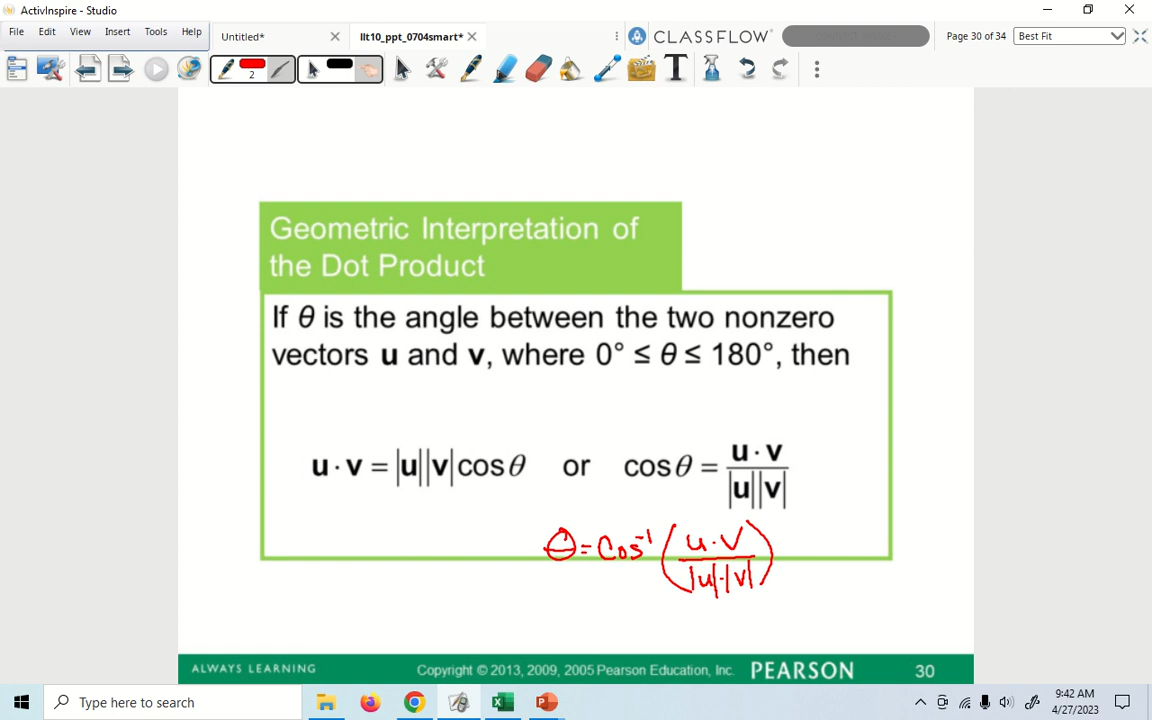 ActivInspire - Studio
File Edit View Insert Tools Help
Untitled*
llt10_ppt_0704smart*
CLASSFLOW
Page 30 of 34
Best Fit
2
Geometric Interpretation of
the Dot Product
If θ is the angle between the two nonzero
vectors u and v, where 0° ≤ θ ≤ 180°, then
u · v = |u||v| cos θ or cos θ = u · v / |u||v|
θ = Cos⁻¹ ( u · v / |u|·|v| )
ALWAYS LEARNING
Copyright © 2013, 2009, 2005 Pearson Education, Inc.
PEARSON
30
Type here to search
9:42 AM
4/27/2023